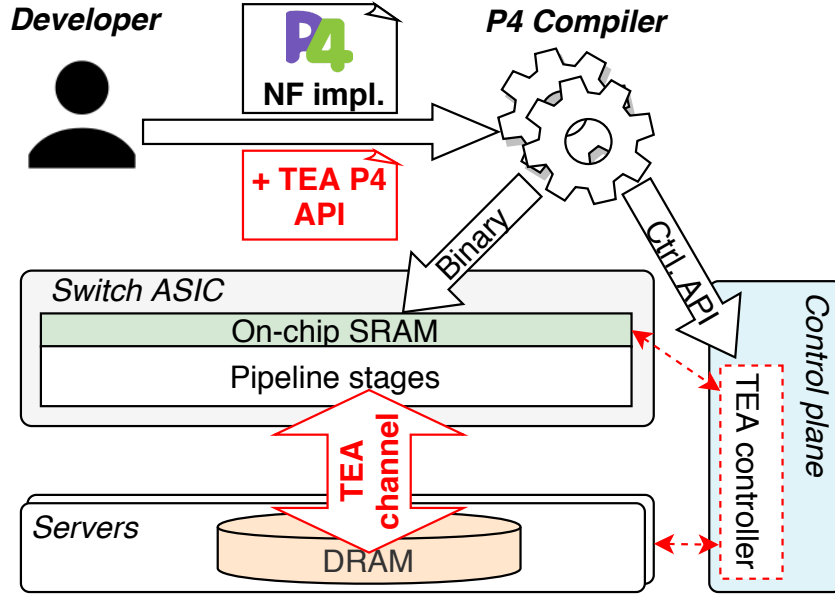 Developer
P4 Compiler
P4
NF impl.
+ TEA P4
API
Binary
Ctrl. API
Switch ASIC
On-chip SRAM
Pipeline stages
TEA
channel
Control plane
TEA controller
Servers
DRAM